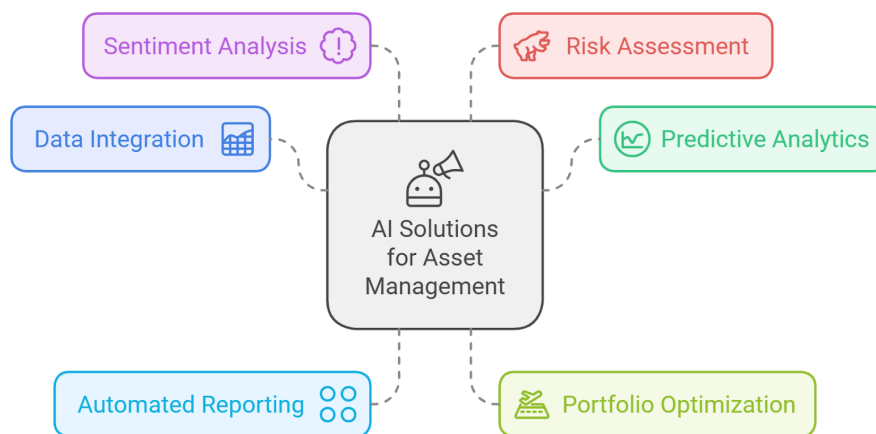 Sentiment Analysis
Risk Assessment
Data Integration
Predictive Analytics
AI Solutions
for Asset
Management
Automated Reporting
Portfolio Optimization